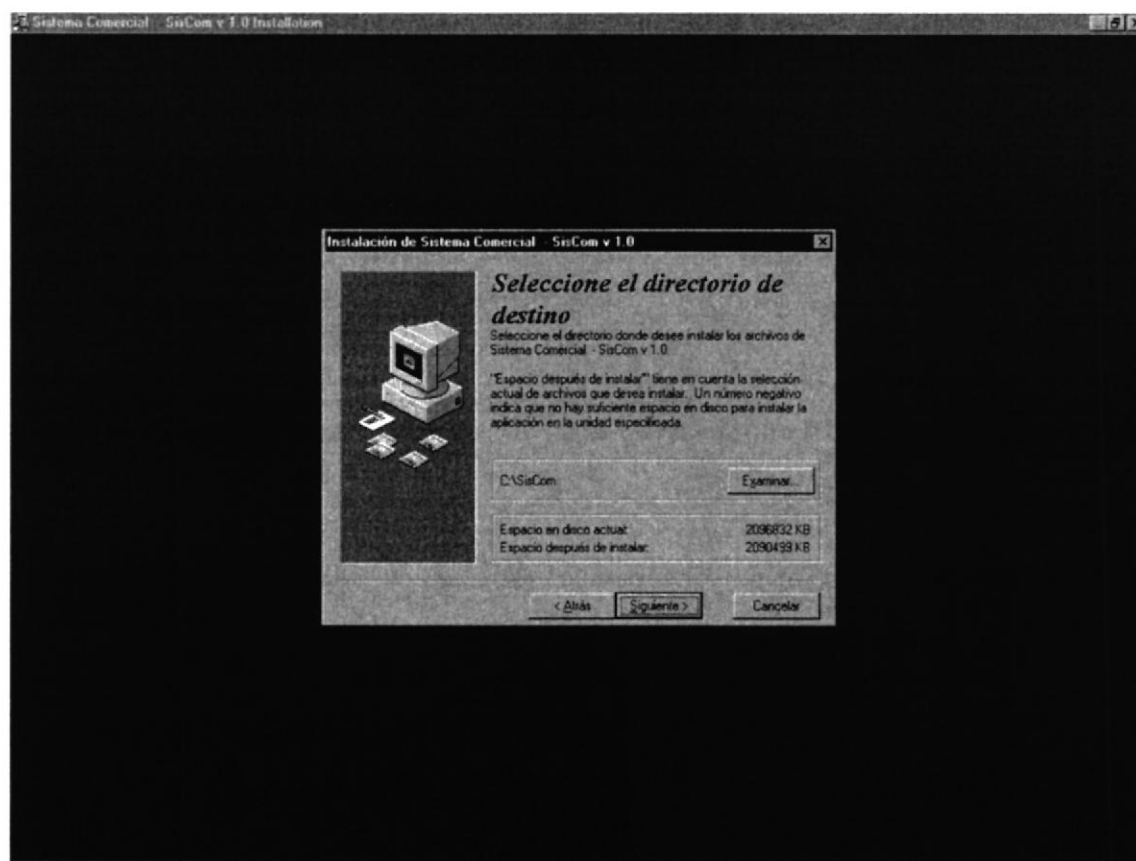 Sistema Comercial - SisCom v 1.0 Installation
Instalación de Sistema Comercial - SisCom v 1.0
Seleccione el directorio de
destino
Seleccione el directorio donde desee instalar los archivos de
Sistema Comercial - SisCom v 1.0
"Espacio después de instalar" tiene en cuenta la selección
actual de archivos que desea instalar. Un número negativo
indica que no hay suficiente espacio en disco para instalar la
aplicación en la unidad especificada.
C:\SisCom
Examinar...
Espacio en disco actual: 2096832 KB
Espacio después de instalar: 2090499 KB
< Atrás
Siguiente >
Cancelar